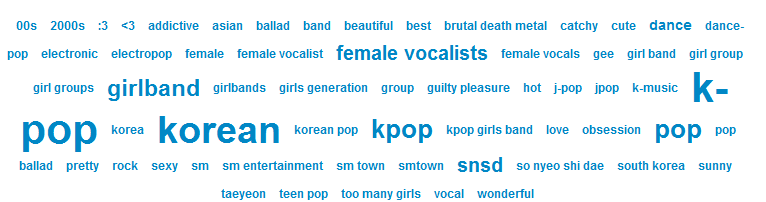 00s 2000s :3 <3 addictive asian ballad band beautiful best brutal death metal catchy cute dance dance-
pop electronic electropop female female vocalist female vocalists female vocals gee girl band girl group
girl groups girlband girlbands girls generation group guilty pleasure hot j-pop jpop k-music k-
pop korea korean korean pop kpop kpop girls band love obsession pop pop
ballad pretty rock sexy sm sm entertainment sm town smtown snsd so nyeo shi dae south korea sunny
taeyeon teen pop too many girls vocal wonderful